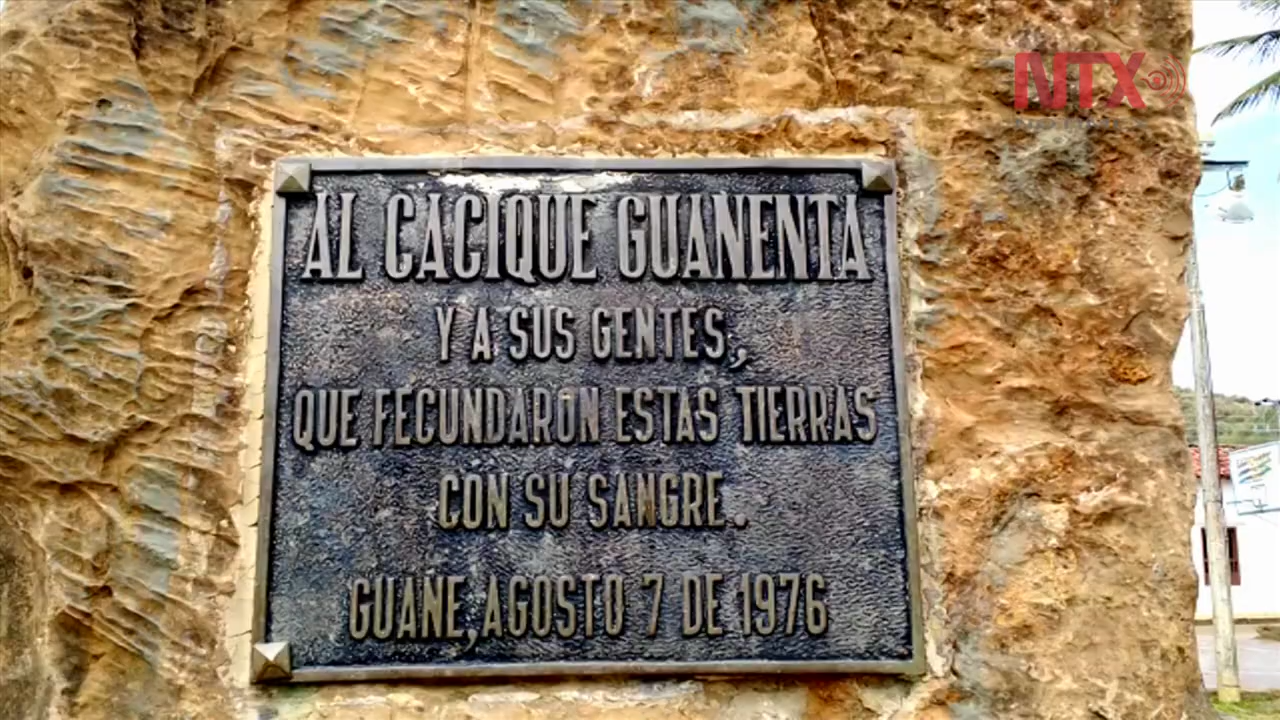 NTX
AL CACIQUE GUANENTA
Y A SUS GENTES,
QUE FECUNDARON ESTAS TIERRAS
CON SU SANGRE.
GUANE, AGOSTO 7 DE 1976